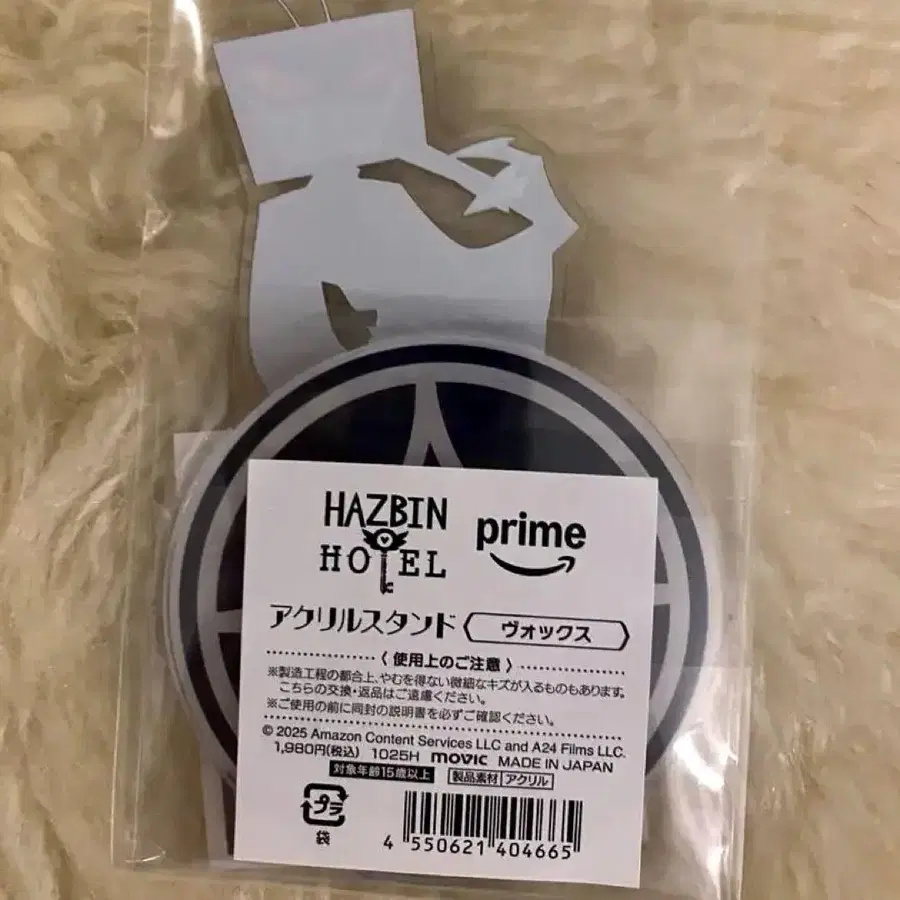 HAZBIN
HOTEL
prime
アクリルスタンド ヴォックス
〈 使用上のご注意 〉
※製造工程の都合上、やむを得ない微細なキズが入るものもあります。
こちらの交換・返品はご遠慮ください。
※ご使用の前に同封の説明書を必ずご確認ください。
© 2025 Amazon Content Services LLC and A24 Films LLC.
1,980円(税込) 1025H movic MADE IN JAPAN
対象年齢15歳以上 製品素材 アクリル
プラ
袋
4 550621 404665